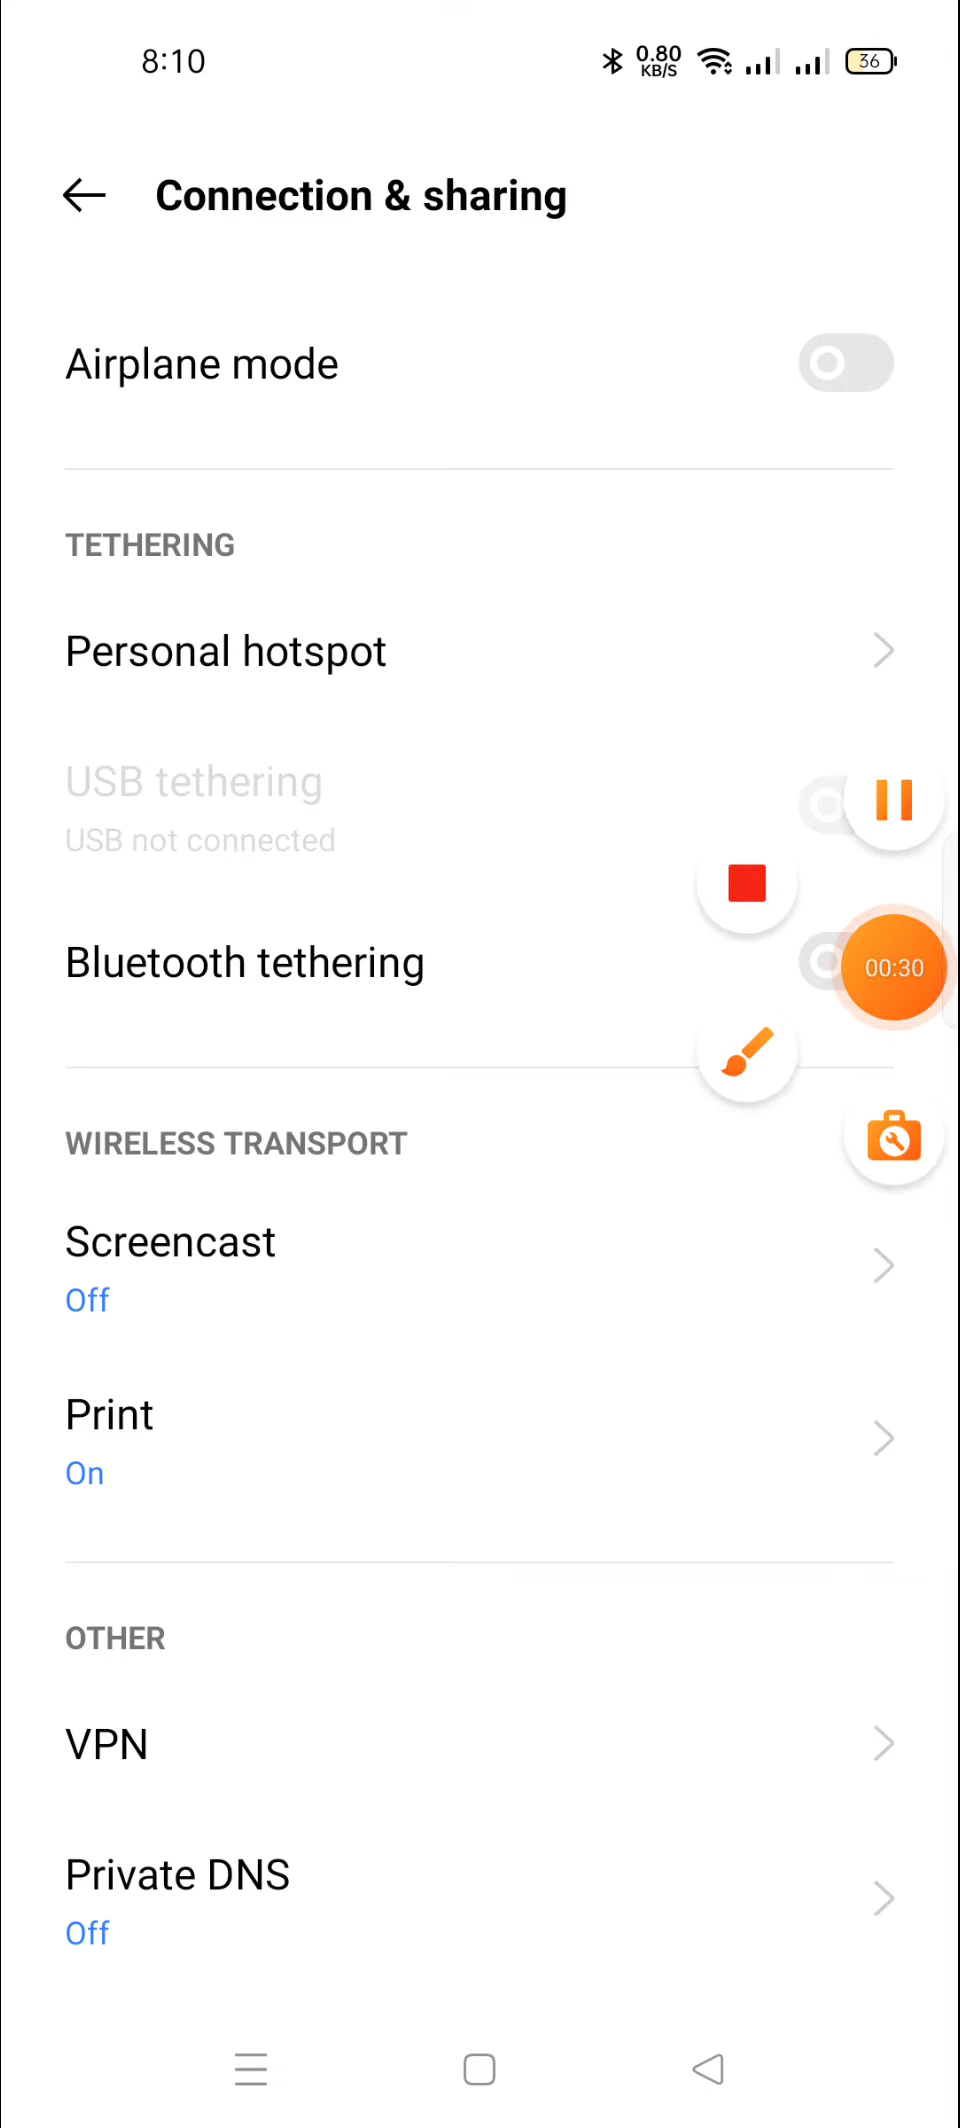 8:10
0.80
KB/S
36
Connection & sharing
Airplane mode
TETHERING
Personal hotspot
USB tethering
USB not connected
Bluetooth tethering
00:30
WIRELESS TRANSPORT
Screencast
Off
Print
On
OTHER
VPN
Private DNS
Off